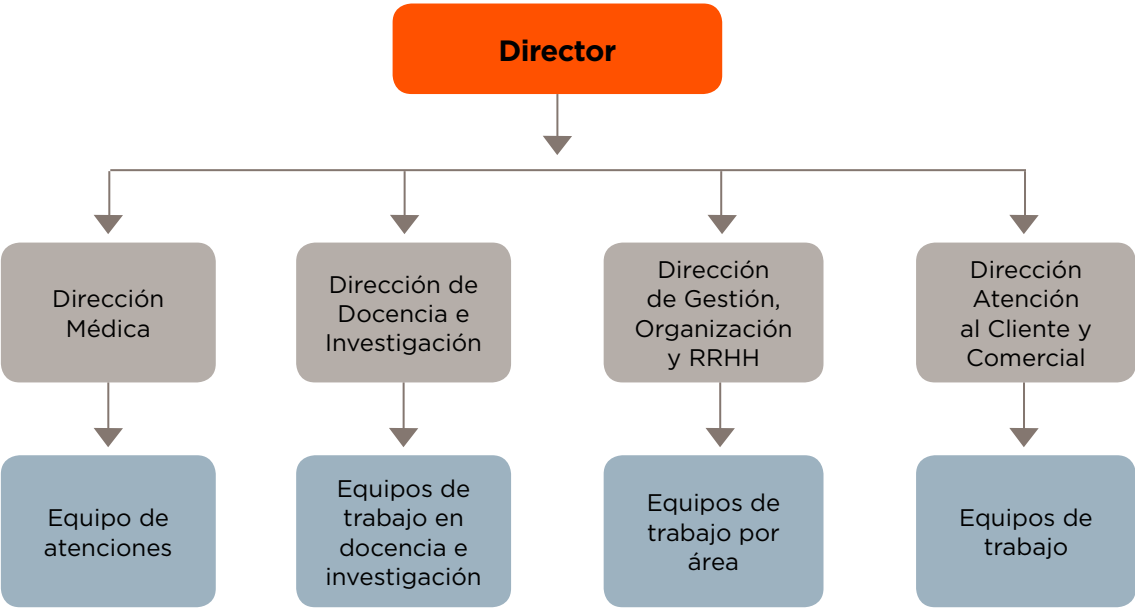 Director
Dirección
Médica
Dirección de
Docencia e
Investigación
Dirección
de Gestión,
Organización
y RRHH
Dirección
Atención
al Cliente y
Comercial
Equipo de
atenciones
Equipos de
trabajo en
docencia e
investigación
Equipos de
trabajo por
área
Equipos de
trabajo